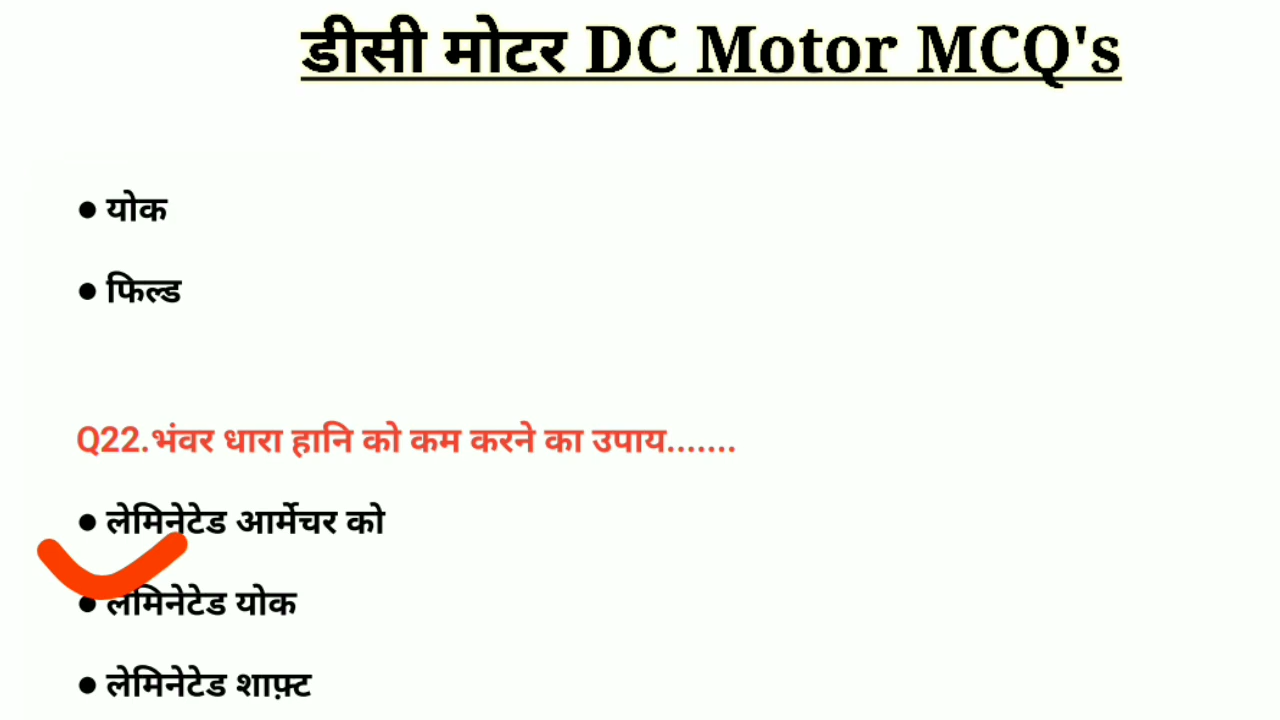 डीसी मोटर DC Motor MCQ's
● योक
● फिल्ड
Q22.भंवर धारा हानि को कम करने का उपाय.......
● लेमिनेटेड आर्मेचर को
● लेमिनेटेड योक
● लेमिनेटेड शाफ़्ट